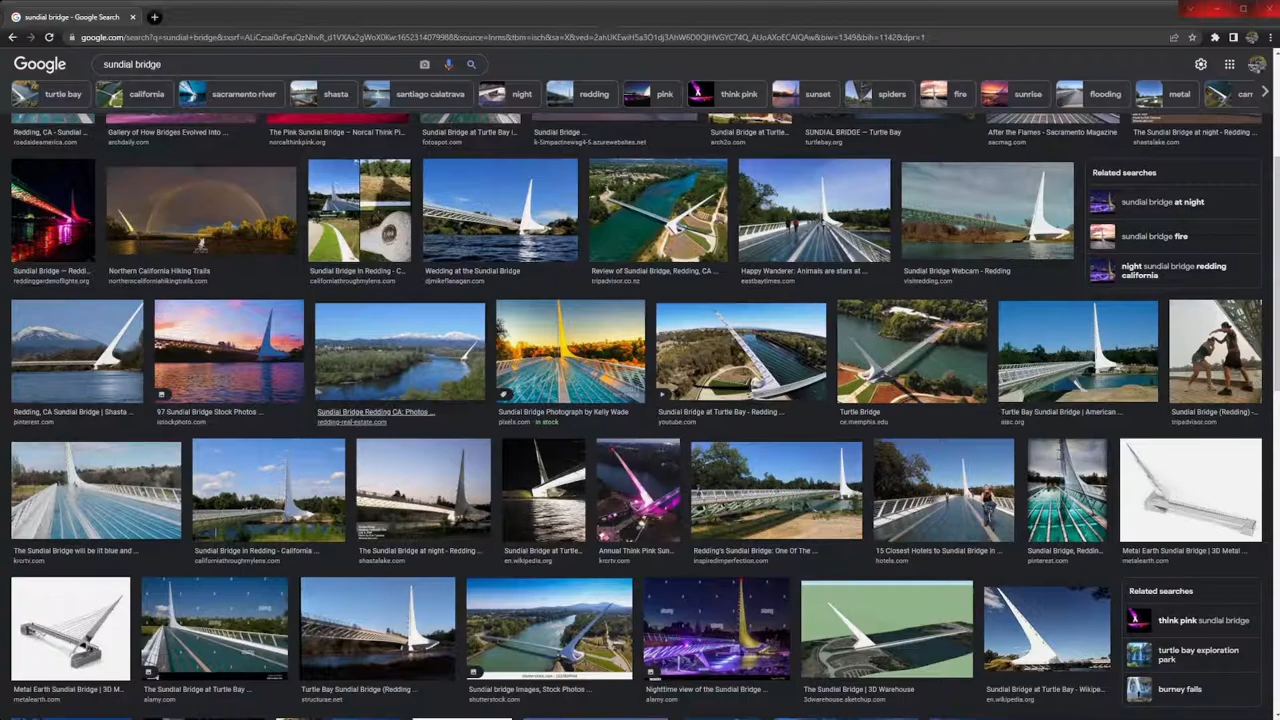 sundial bridge - Google Search
google.com/search?q=sundial+bridge&sxsrf=
Google
sundial bridge
turtle bay
california
sacramento river
shasta
santiago calatrava
night
redding
pink
think pink
sunset
spiders
fire
sunrise
flooding
metal
Redding, CA - Sundial ...
Gallery of How Bridges Evolved Into ...
The Pink Sundial Bridge – Norcal Think Pi...
Sundial Bridge at Turtle Bay I...
Sundial Bridge ...
Sundial Bridge at Turtle...
SUNDIAL BRIDGE — Turtle Bay
After the Flames - Sacramento Magazine
The Sundial Bridge at night - Redding ...
roadsideamerica.com
archdaily.com
norcalthinkpink.org
fotospot.com
k-5impactnewsg4-5.azurewebsites.net
arch2o.com
turtlebay.org
sacmag.com
shastalake.com
Related searches
sundial bridge at night
sundial bridge fire
night sundial bridge redding
california
Sundial Bridge — Reddi...
Northern California Hiking Trails
Sundial Bridge in Redding - C...
Wedding at the Sundial Bridge
Review of Sundial Bridge, Redding, CA ...
Happy Wanderer: Animals are stars at ...
Sundial Bridge Webcam - Redding
reddinggardenoflights.org
northerncaliforniahikingtrails.com
californiathroughmylens.com
djmikeflanagan.com
tripadvisor.co.nz
eastbaytimes.com
visitredding.com
Redding, CA Sundial Bridge | Shasta ...
97 Sundial Bridge Stock Photos ...
Sundial Bridge Redding CA: Photos ...
Sundial Bridge Photograph by Kelly Wade
Sundial Bridge at Turtle Bay - Redding ...
Turtle Bridge
Turtle Bay Sundial Bridge | American ...
Sundial Bridge (Redding) -...
pinterest.com
istockphoto.com
redding-real-estate.com
pixels.com · In stock
youtube.com
ce.memphis.edu
aisc.org
tripadvisor.com
The Sundial Bridge will be lit blue and ...
Sundial Bridge in Redding - California ...
The Sundial Bridge at night - Redding ...
Sundial Bridge at Turtle...
Annual Think Pink Sun...
Redding's Sundial Bridge: One Of The ...
15 Closest Hotels to Sundial Bridge in ...
Sundial Bridge, Reddin...
Metal Earth Sundial Bridge | 3D Metal ...
krcrtv.com
californiathroughmylens.com
shastalake.com
en.wikipedia.org
krcrtv.com
inspiredimperfection.com
hotels.com
pinterest.com
metalearth.com
Related searches
think pink sundial bridge
turtle bay exploration
park
burney falls
Metal Earth Sundial Bridge | 3D M...
The Sundial Bridge at Turtle Bay ...
Turtle Bay Sundial Bridge (Redding ...
Sundial bridge Images, Stock Photos ...
Nighttime view of the Sundial Bridge ...
The Sundial Bridge | 3D Warehouse
Sundial Bridge at Turtle Bay - Wikipe...
metalearth.com
alamy.com
structurae.net
shutterstock.com
alamy.com
3dwarehouse.sketchup.com
en.wikipedia.org